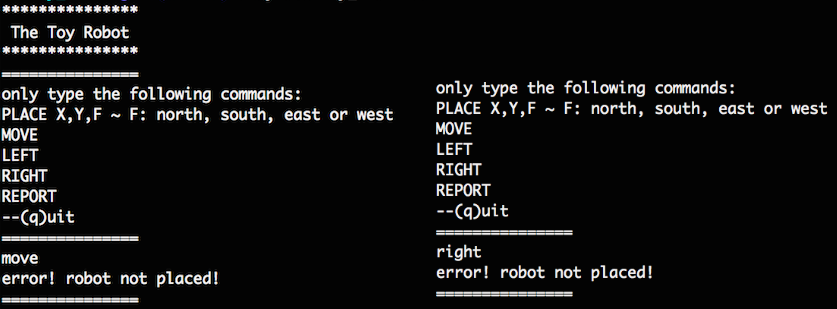 ***************
The Toy Robot
***************
===============
only type the following commands:
PLACE X,Y,F ~ F: north, south, east or west
MOVE
LEFT
RIGHT
REPORT
--(q)uit
===============
move
error! robot not placed!
===============
only type the following commands:
PLACE X,Y,F ~ F: north, south, east or west
MOVE
LEFT
RIGHT
REPORT
--(q)uit
===============
right
error! robot not placed!
===============